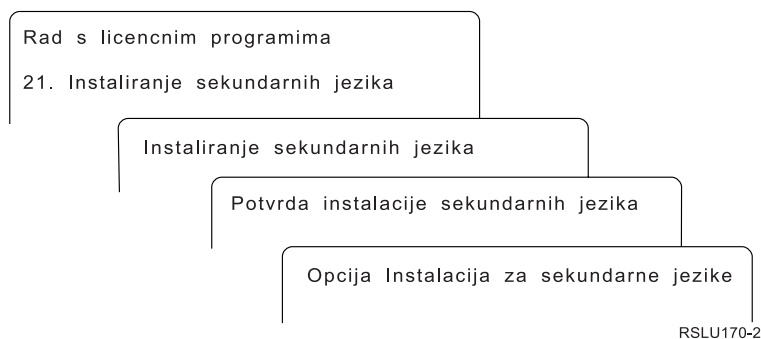 Rad s licencnim programima
21. Instaliranje sekundarnih jezika
Instaliranje sekundarnih jezika
Potvrda instalacije sekundarnih jezika
Opcija Instalacija za sekundarne jezike
RSLU170-2